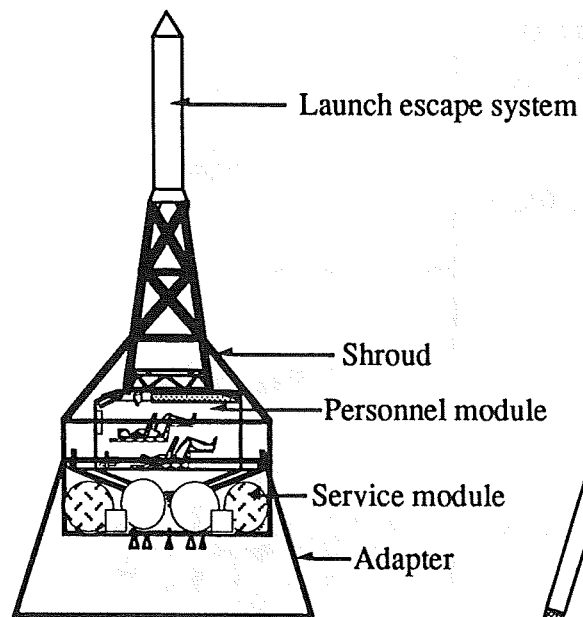 Launch escape system
Shroud
Personnel module
Service module
Adapter